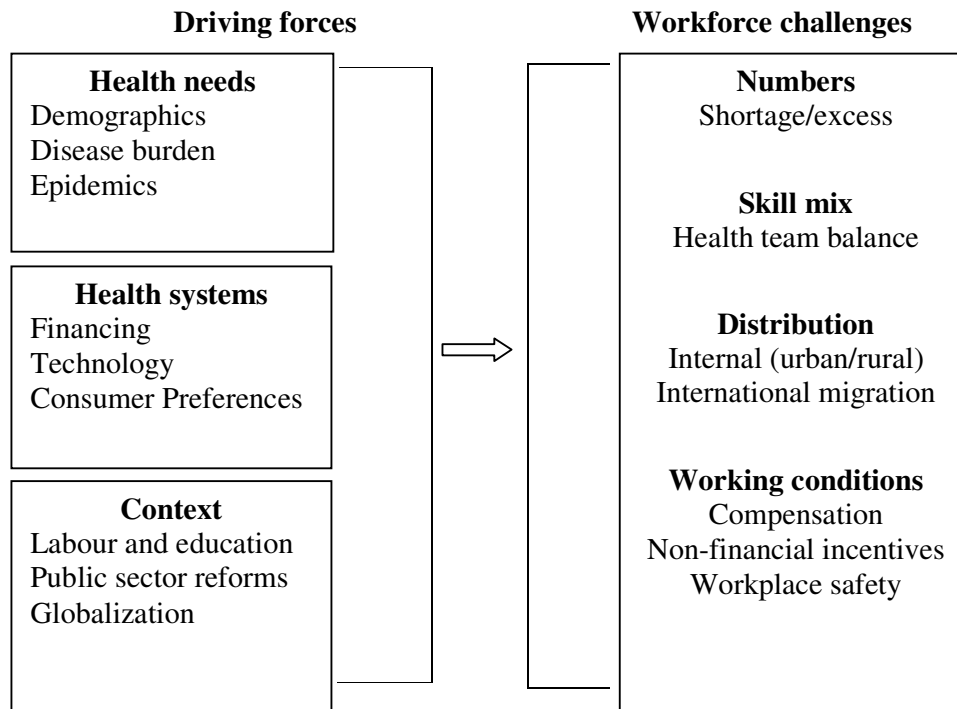 Driving forces
Workforce challenges
Health needs
Demographics
Disease burden
Epidemics
Health systems
Financing
Technology
Consumer Preferences
Context
Labour and education
Public sector reforms
Globalization
Numbers
Shortage/excess
Skill mix
Health team balance
Distribution
Internal (urban/rural)
International migration
Working conditions
Compensation
Non-financial incentives
Workplace safety